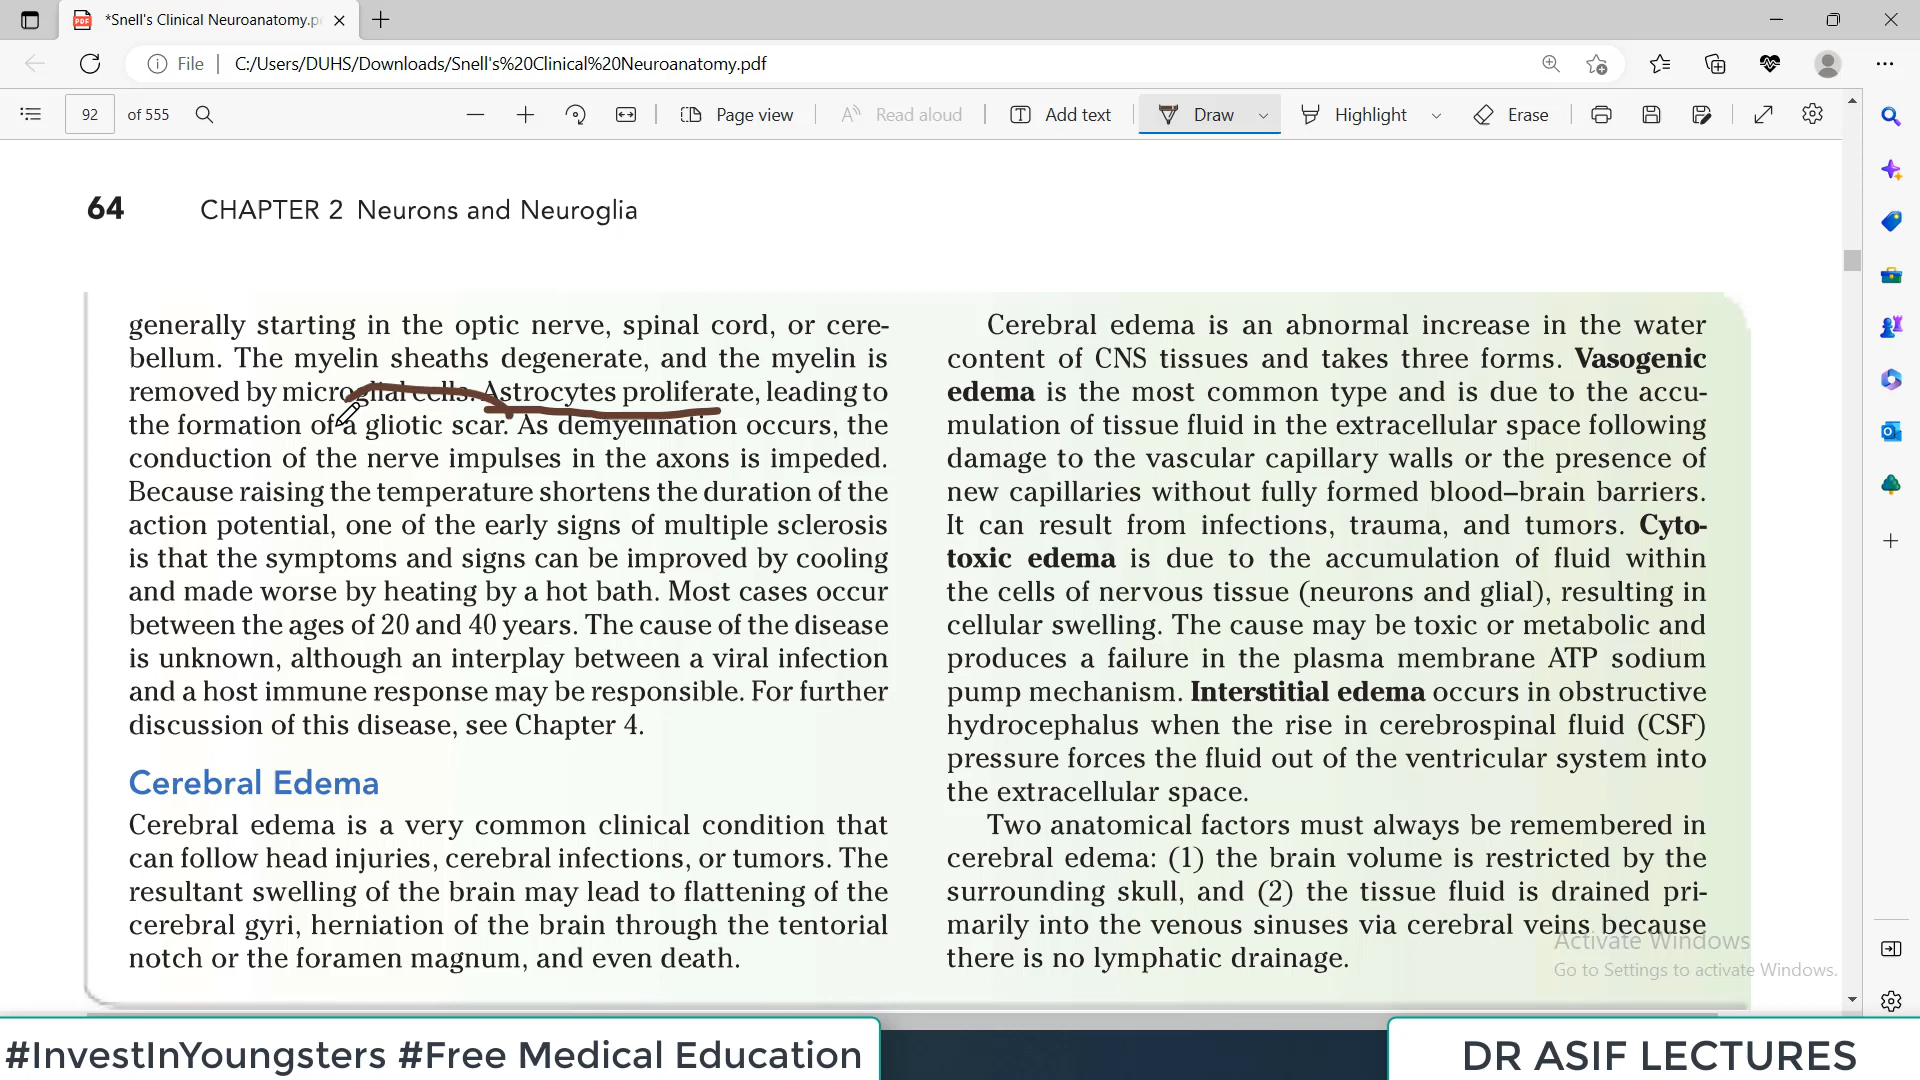 *Snell's Clinical Neuroanatomy.p
File
C:/Users/DUHS/Downloads/Snell's%20Clinical%20Neuroanatomy.pdf
92 of 555
Page view
Read aloud
Add text
Draw
Highlight
Erase
64 CHAPTER 2 Neurons and Neuroglia
generally starting in the optic nerve, spinal cord, or cere-
bellum. The myelin sheaths degenerate, and the myelin is
removed by microglial cells. Astrocytes proliferate, leading to
the formation of a gliotic scar. As demyelination occurs, the
conduction of the nerve impulses in the axons is impeded.
Because raising the temperature shortens the duration of the
action potential, one of the early signs of multiple sclerosis
is that the symptoms and signs can be improved by cooling
and made worse by heating by a hot bath. Most cases occur
between the ages of 20 and 40 years. The cause of the disease
is unknown, although an interplay between a viral infection
and a host immune response may be responsible. For further
discussion of this disease, see Chapter 4.
Cerebral Edema
Cerebral edema is a very common clinical condition that
can follow head injuries, cerebral infections, or tumors. The
resultant swelling of the brain may lead to flattening of the
cerebral gyri, herniation of the brain through the tentorial
notch or the foramen magnum, and even death.
Cerebral edema is an abnormal increase in the water
content of CNS tissues and takes three forms. Vasogenic
edema is the most common type and is due to the accu-
mulation of tissue fluid in the extracellular space following
damage to the vascular capillary walls or the presence of
new capillaries without fully formed blood–brain barriers.
It can result from infections, trauma, and tumors. Cyto-
toxic edema is due to the accumulation of fluid within
the cells of nervous tissue (neurons and glial), resulting in
cellular swelling. The cause may be toxic or metabolic and
produces a failure in the plasma membrane ATP sodium
pump mechanism. Interstitial edema occurs in obstructive
hydrocephalus when the rise in cerebrospinal fluid (CSF)
pressure forces the fluid out of the ventricular system into
the extracellular space.
Two anatomical factors must always be remembered in
cerebral edema: (1) the brain volume is restricted by the
surrounding skull, and (2) the tissue fluid is drained pri-
marily into the venous sinuses via cerebral veins because
there is no lymphatic drainage.
Activate Windows
Go to Settings to activate Windows.
#InvestInYoungsters #Free Medical Education
DR ASIF LECTURES